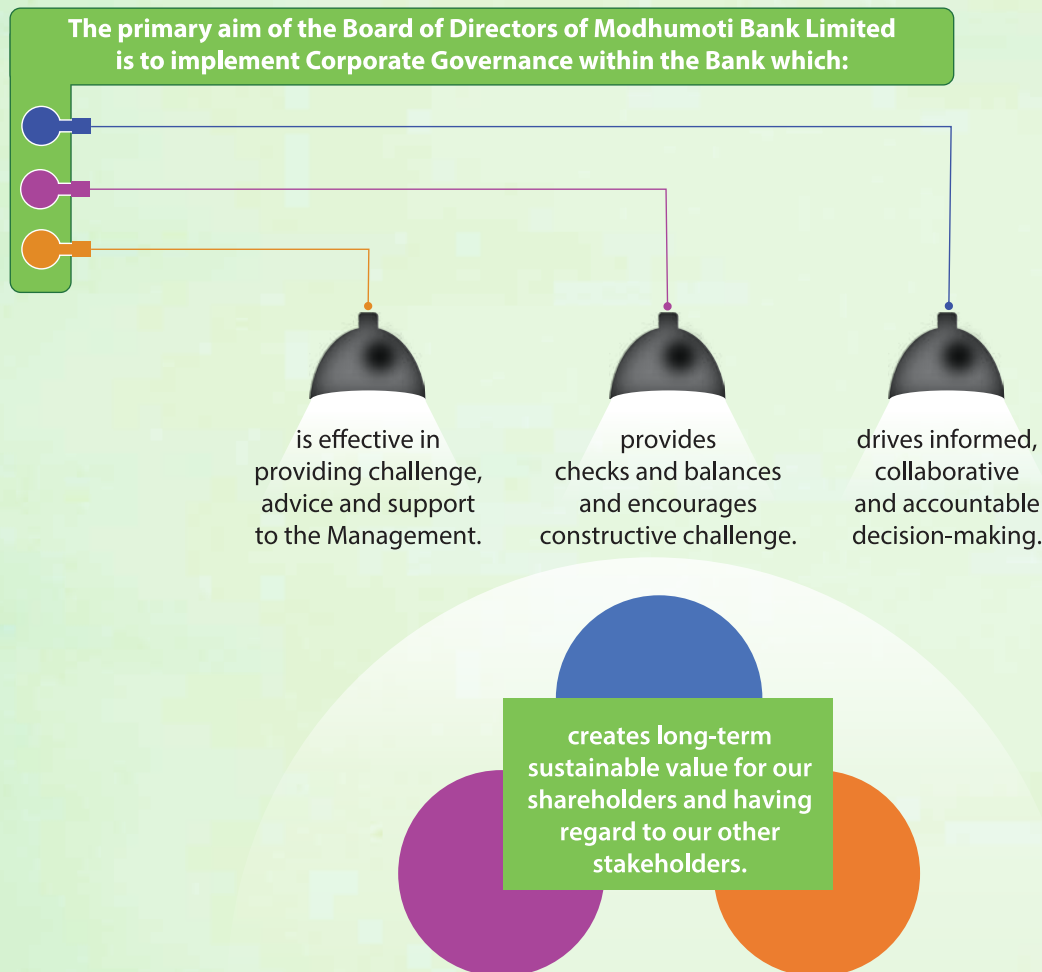 The primary aim of the Board of Directors of Modhumoti Bank Limited
is to implement Corporate Governance within the Bank which:
is effective in
providing challenge,
advice and support
to the Management.
provides
checks and balances
and encourages
constructive challenge.
drives informed,
collaborative
and accountable
decision-making.
creates long-term
sustainable value for our
shareholders and having
regard to our other
stakeholders.